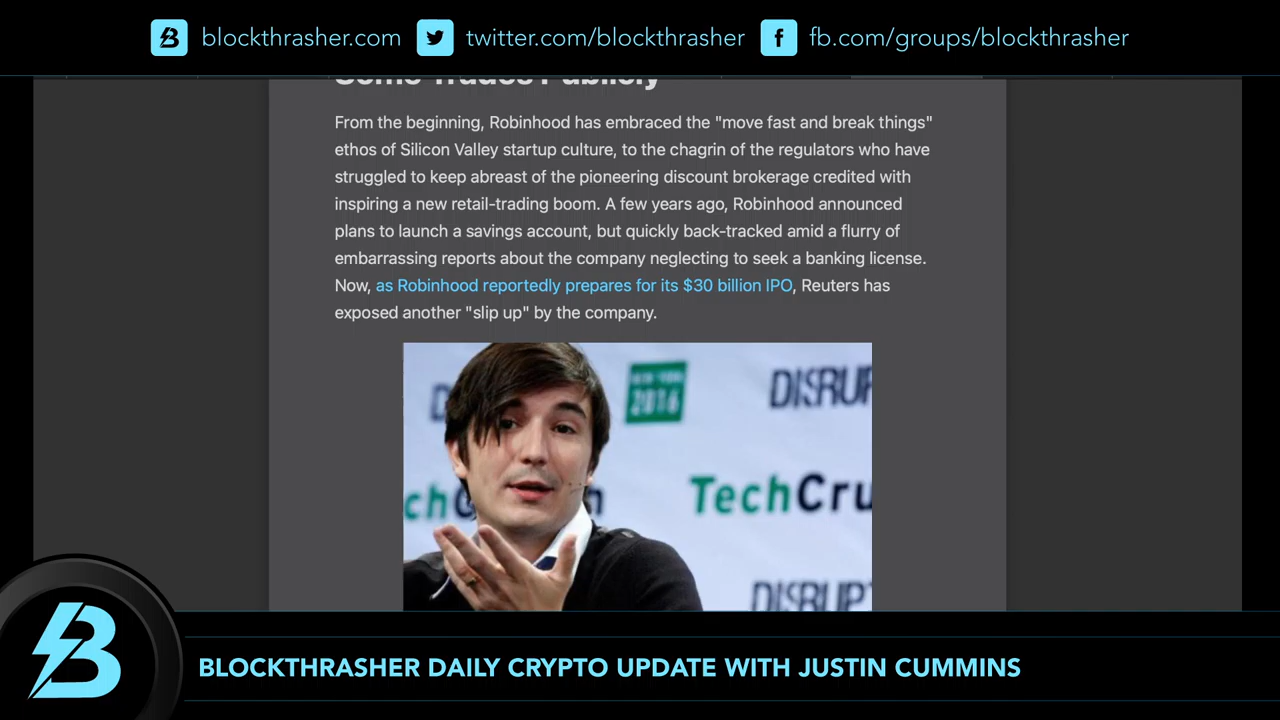 blockthrasher.com twitter.com/blockthrasher fb.com/groups/blockthrasher
Some Trades Publicly
From the beginning, Robinhood has embraced the "move fast and break things"
ethos of Silicon Valley startup culture, to the chagrin of the regulators who have
struggled to keep abreast of the pioneering discount brokerage credited with
inspiring a new retail-trading boom. A few years ago, Robinhood announced
plans to launch a savings account, but quickly back-tracked amid a flurry of
embarrassing reports about the company neglecting to seek a banking license.
Now, as Robinhood reportedly prepares for its $30 billion IPO, Reuters has
exposed another "slip up" by the company.
NEW YORK
2016
DISRUP
TechCru
DISRUPT
BLOCKTHRASHER DAILY CRYPTO UPDATE WITH JUSTIN CUMMINS